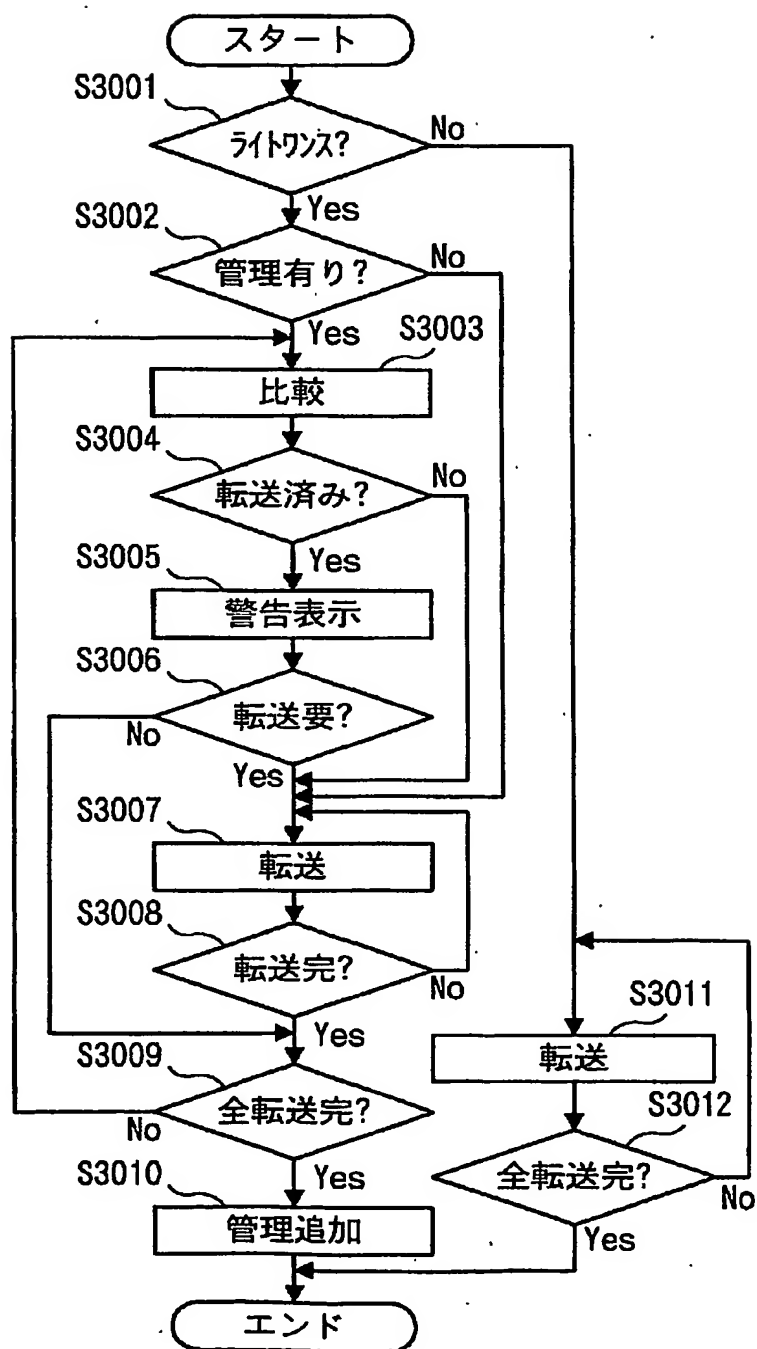 スタート
S3001
ライトワンス?
No
Yes
S3002
管理有り?
No
Yes
S3003
比較
S3004
転送済み?
No
Yes
S3005
警告表示
S3006
転送要?
No
Yes
S3007
転送
S3008
転送完?
No
Yes
S3009
全転送完?
No
Yes
S3010
管理追加
S3011
転送
S3012
全転送完?
No
Yes
エンド